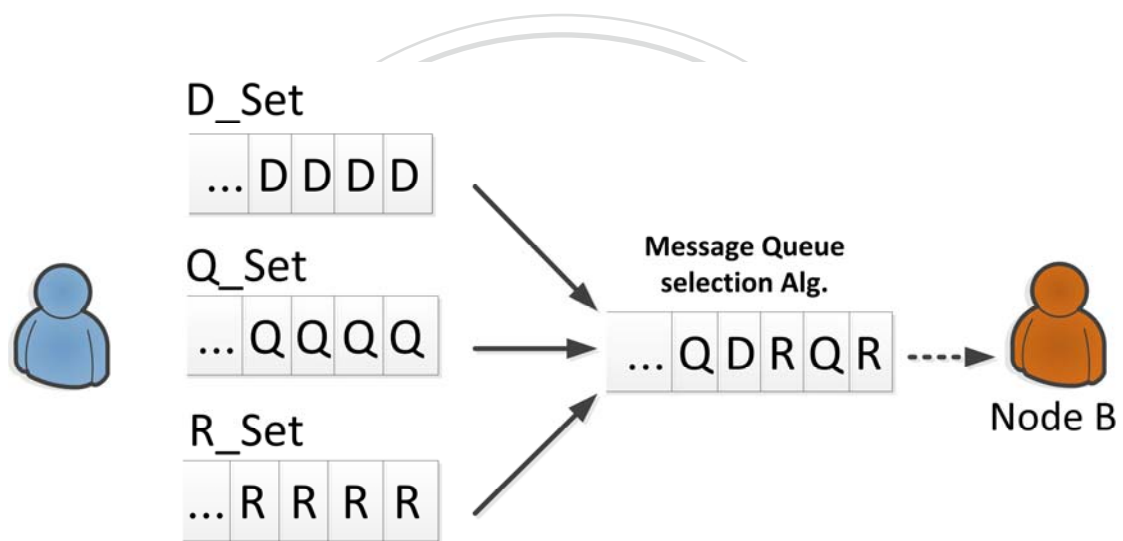 D_Set
... D D D D
Q_Set
... Q Q Q Q
R_Set
... R R R R
Message Queue
selection Alg.
... Q D R Q R
Node B